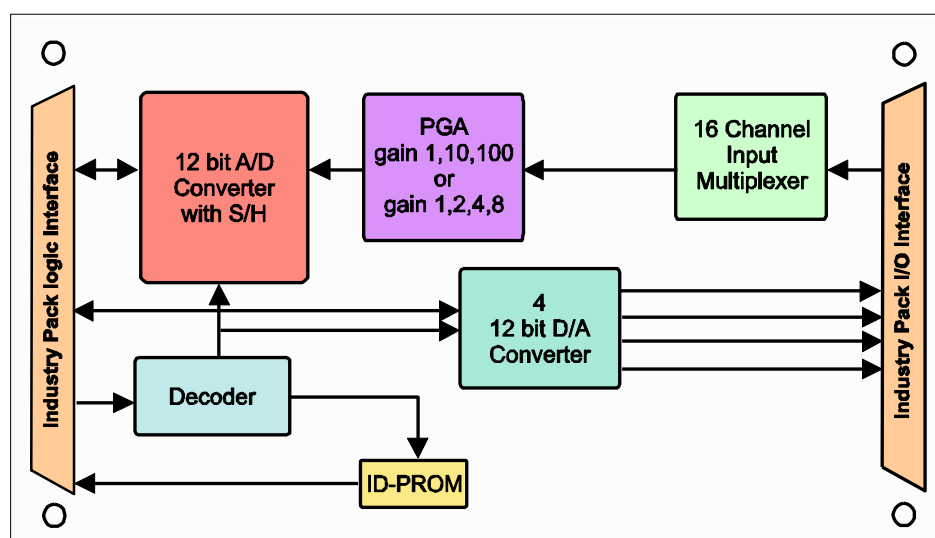 Industry Pack logic Interface
12 bit A/D
Converter
with S/H
PGA
gain 1,10,100
or
gain 1,2,4,8
16 Channel
Input
Multiplexer
Industry Pack I/O Interface
4
12 bit D/A
Converter
Decoder
ID-PROM